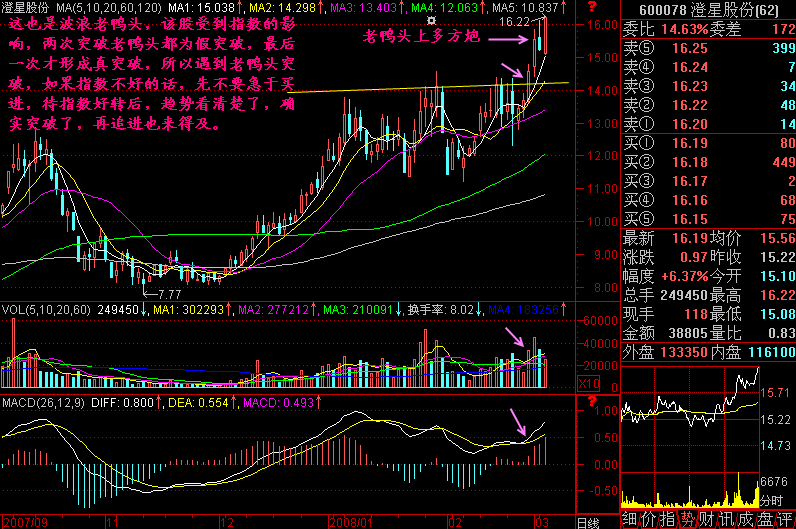 澄星股份 MA(5,10,20,60,120) MA1: 15.038↑, MA2: 14.298↑, MA3: 13.403↑, MA4: 12.063↑, MA5: 10.837↑
这也是波浪老鸭头，该股受到指数的影
响，两次突破老鸭头都为假突破，最后
一次才形成真突破，所以遇到老鸭头突
破，如果指数不好的话，先不要急于买
进，待指数好转后，趋势看清楚了，确
实突破了，再追进也来得及。
老鸭头上多方炮
16.22
7.77
16.00
15.00
14.00
13.00
12.00
11.00
10.00
9.00
8.00
VOL(5,10,20,60) 249450↓, MA1: 302293↑, MA2: 277212↑, MA3: 210091↓, 换手率: 8.02↓, MA4: 183256↑
60000
40000
20000
X10
MACD(26,12,9) DIFF: 0.800↑, DEA: 0.554↑, MACD: 0.493↑
?
?
1.00
0.50
0.00
-0.50
2007/09
11
12
2008/01
02
03
日线
600078 澄星股份(62)
委比 14.63% 委差 172
卖⑤ 16.25 399
卖④ 16.24 7
卖③ 16.23 34
卖② 16.22 48
卖① 16.20 14
买① 16.19 80
买② 16.18 449
买③ 16.17 2
买④ 16.16 68
买⑤ 16.15 75
最新 16.19 均价 15.56
涨跌 0.97 昨收 15.22
幅度 +6.37% 今开 15.10
总手 249450 最高 16.22
现手 118 最低 15.08
金额 38805 量比 0.83
外盘 133350 内盘 116100
15.71
15.22
14.73
6676
分时
细价指势财讯成盘评